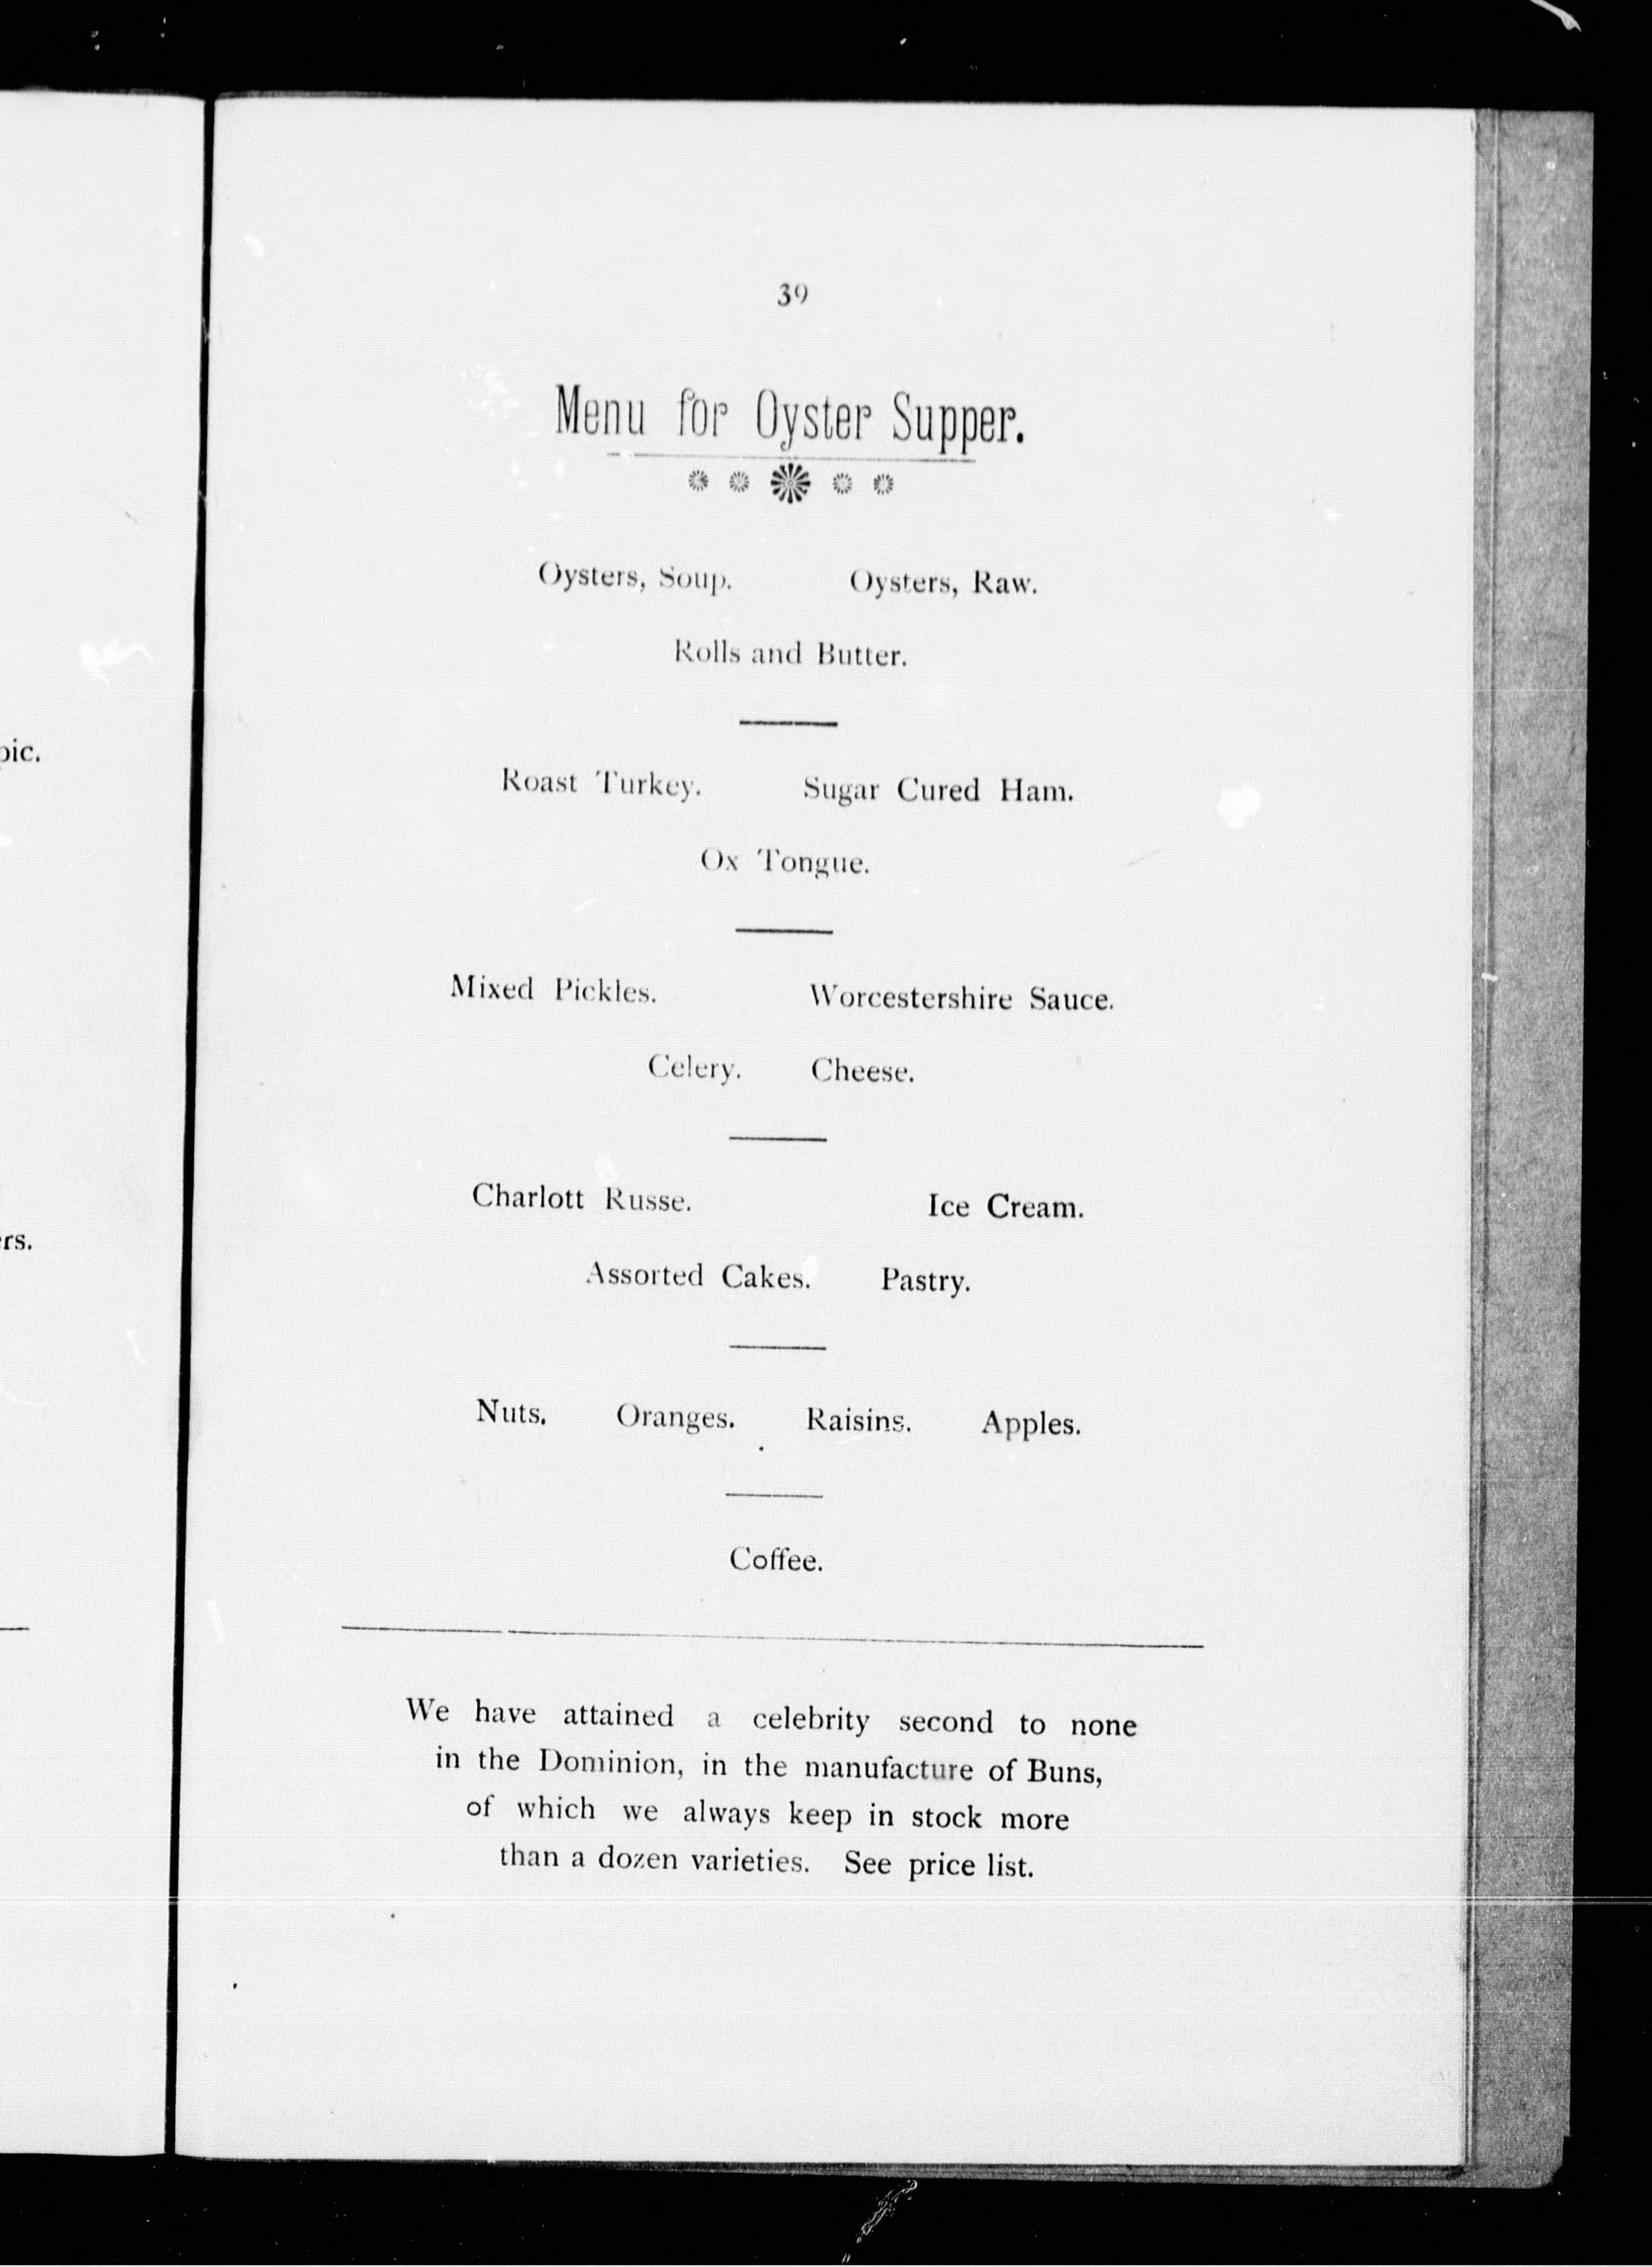 39
Menu for Oyster Supper.
Oysters, Soup. Oysters, Raw.
Rolls and Butter.
Roast Turkey. Sugar Cured Ham.
Ox Tongue.
Mixed Pickles. Worcestershire Sauce.
Celery. Cheese.
Charlott Russe. Ice Cream.
Assorted Cakes. Pastry.
Nuts. Oranges. Raisins. Apples.
Coffee.
We have attained a celebrity second to none
in the Dominion, in the manufacture of Buns,
of which we always keep in stock more
than a dozen varieties. See price list.